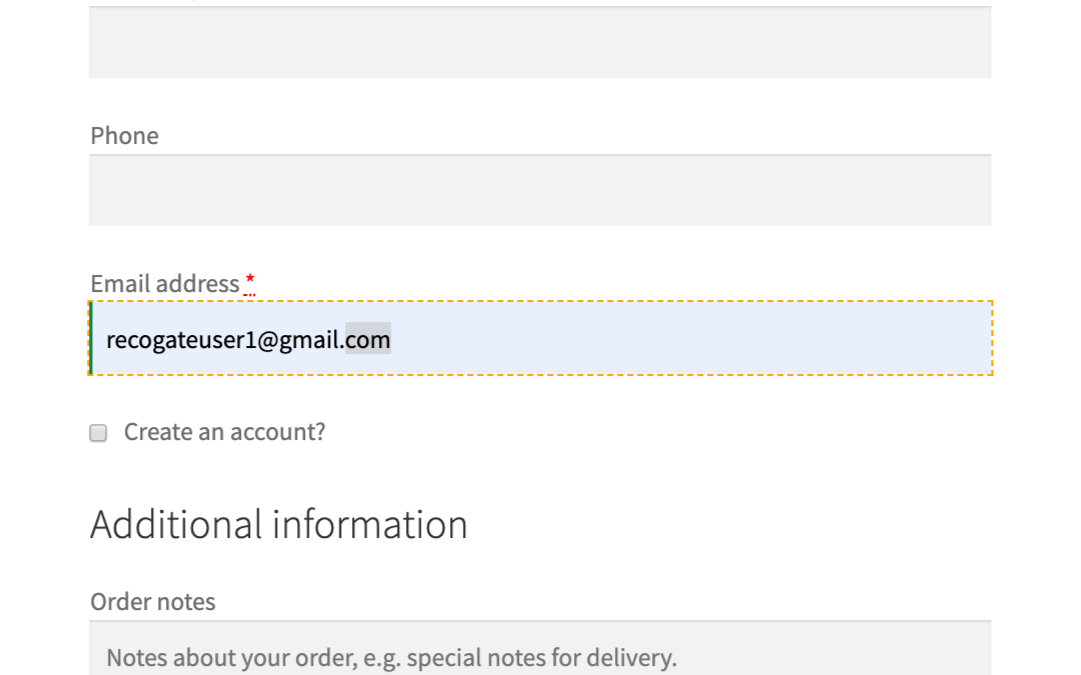 Phone
Email address *
recogateuser1@gmail.com
Create an account?
Additional information
Order notes
Notes about your order, e.g. special notes for delivery.